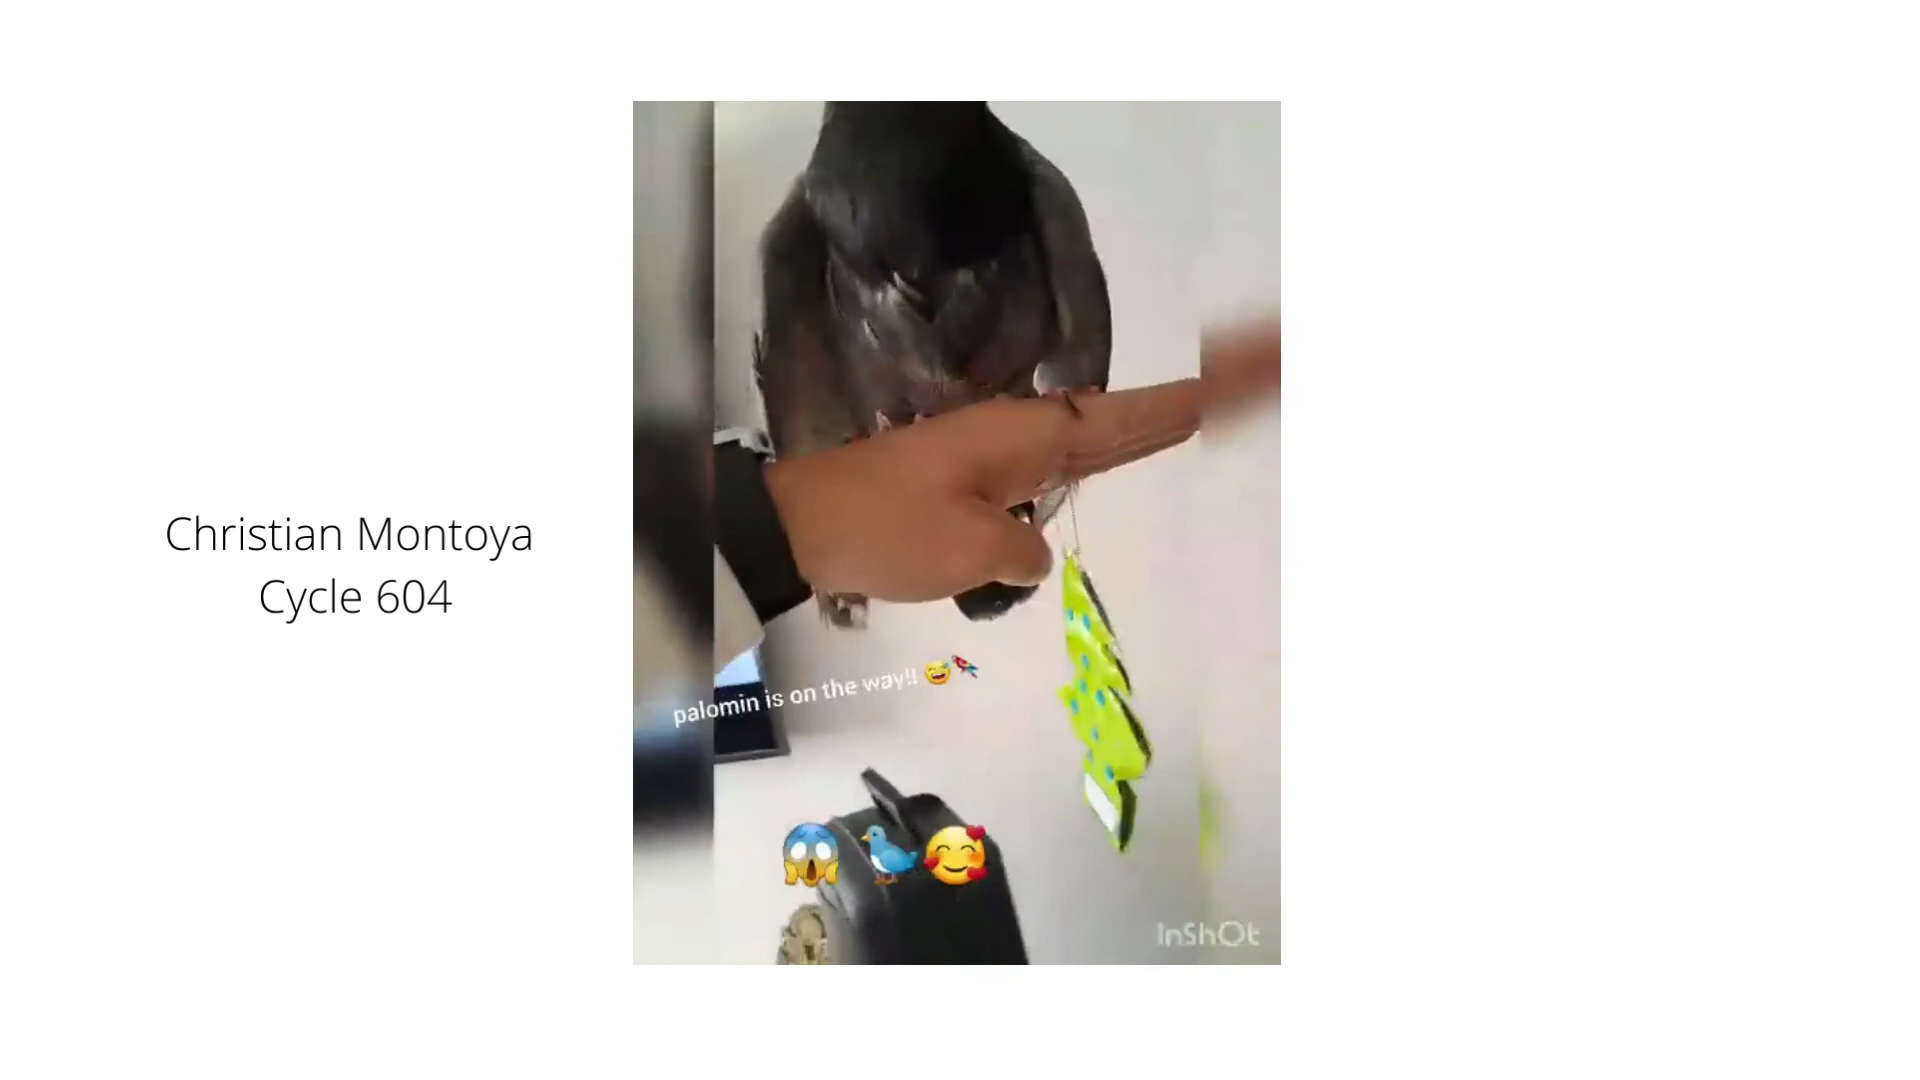 Christian Montoya
Cycle 604
palomin is on the way!! 😅🦜
😱 🐦🥰
InShOt